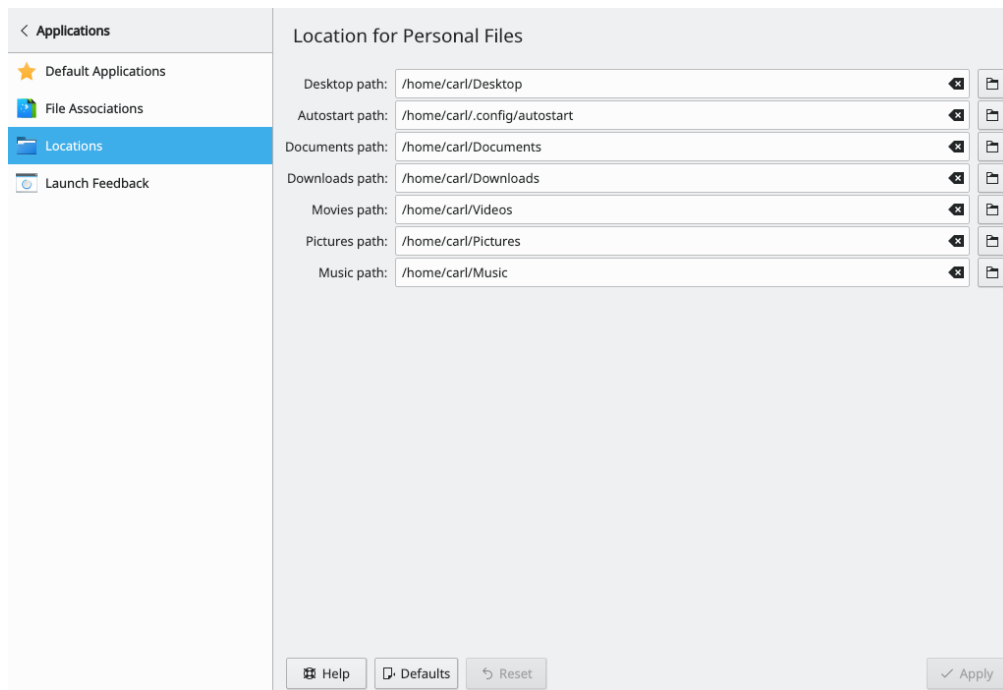 Applications
Default Applications
File Associations
Locations
Launch Feedback
Location for Personal Files
Desktop path: /home/carl/Desktop
Autostart path: /home/carl/.config/autostart
Documents path: /home/carl/Documents
Downloads path: /home/carl/Downloads
Movies path: /home/carl/Videos
Pictures path: /home/carl/Pictures
Music path: /home/carl/Music
Help Defaults Reset Apply